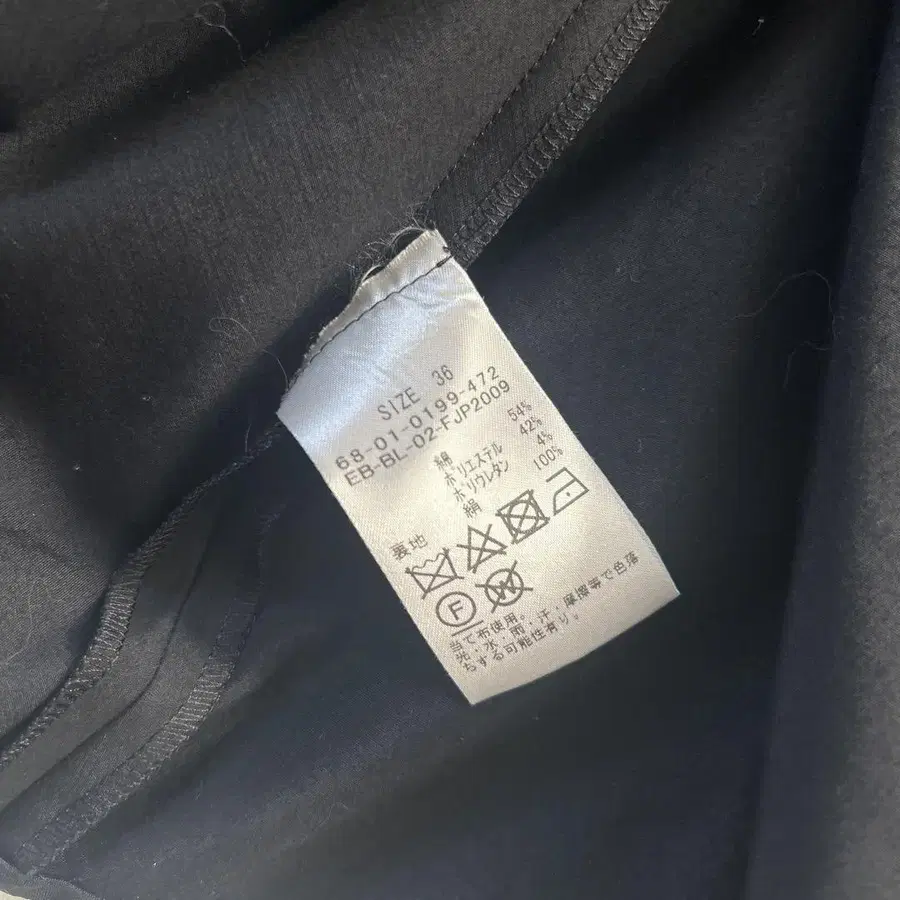 SIZE 36
68-01-0199-472
EB-BL-02-FJP2009
綿 54%
ポリエステル 42%
ポリウレタン 4%
裏地 絹 100%
F
W
当て布使用。
光・水・雨・汗・摩擦等で色落
ちする可能性有り。